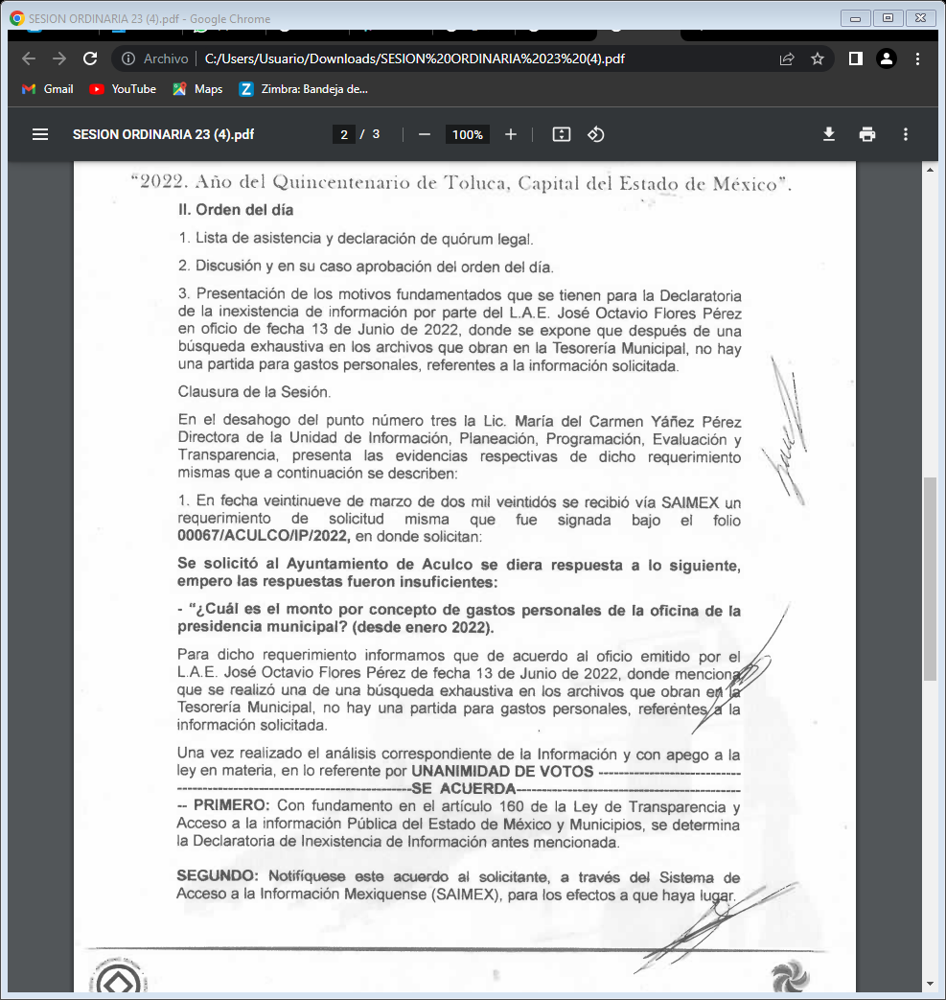 SESION ORDINARIA 23 (4).pdf - Google Chrome
Archivo C:/Users/Usuario/Downloads/SESION%20ORDINARIA%2023%20(4).pdf
Gmail YouTube Maps Zimbra: Bandeja de...
SESION ORDINARIA 23 (4).pdf 2 / 3 100%
"2022. Año del Quincentenario de Toluca, Capital del Estado de México".
II. Orden del día
1. Lista de asistencia y declaración de quórum legal.
2. Discusión y en su caso aprobación del orden del día.
3. Presentación de los motivos fundamentados que se tienen para la Declaratoria
de la inexistencia de información por parte del L.A.E. José Octavio Flores Pérez
en oficio de fecha 13 de Junio de 2022, donde se expone que después de una
búsqueda exhaustiva en los archivos que obran en la Tesorería Municipal, no hay
una partida para gastos personales, referentes a la información solicitada.
Clausura de la Sesión.
En el desahogo del punto número tres la Lic. María del Carmen Yáñez Pérez
Directora de la Unidad de Información, Planeación, Programación, Evaluación y
Transparencia, presenta las evidencias respectivas de dicho requerimiento
mismas que a continuación se describen:
1. En fecha veintinueve de marzo de dos mil veintidós se recibió vía SAIMEX un
requerimiento de solicitud misma que fue signada bajo el folio
00067/ACULCO/IP/2022, en donde solicitan:
Se solicitó al Ayuntamiento de Aculco se diera respuesta a lo siguiente,
empero las respuestas fueron insuficientes:
- "¿Cuál es el monto por concepto de gastos personales de la oficina de la
presidencia municipal? (desde enero 2022).
Para dicho requerimiento informamos que de acuerdo al oficio emitido por el
L.A.E. José Octavio Flores Pérez de fecha 13 de Junio de 2022, donde menciona
que se realizó una de una búsqueda exhaustiva en los archivos que obran en la
Tesorería Municipal, no hay una partida para gastos personales, referentes a la
información solicitada.
Una vez realizado el análisis correspondiente de la Información y con apego a la
ley en materia, en lo referente por UNANIMIDAD DE VOTOS ----------------------------
----------------------------------------------SE ACUERDA--------------------------------------------
-- PRIMERO: Con fundamento en el artículo 160 de la Ley de Transparencia y
Acceso a la información Pública del Estado de México y Municipios, se determina
la Declaratoria de Inexistencia de Información antes mencionada.
SEGUNDO: Notifíquese este acuerdo al solicitante, a través del Sistema de
Acceso a la Información Mexiquense (SAIMEX), para los efectos a que haya lugar.